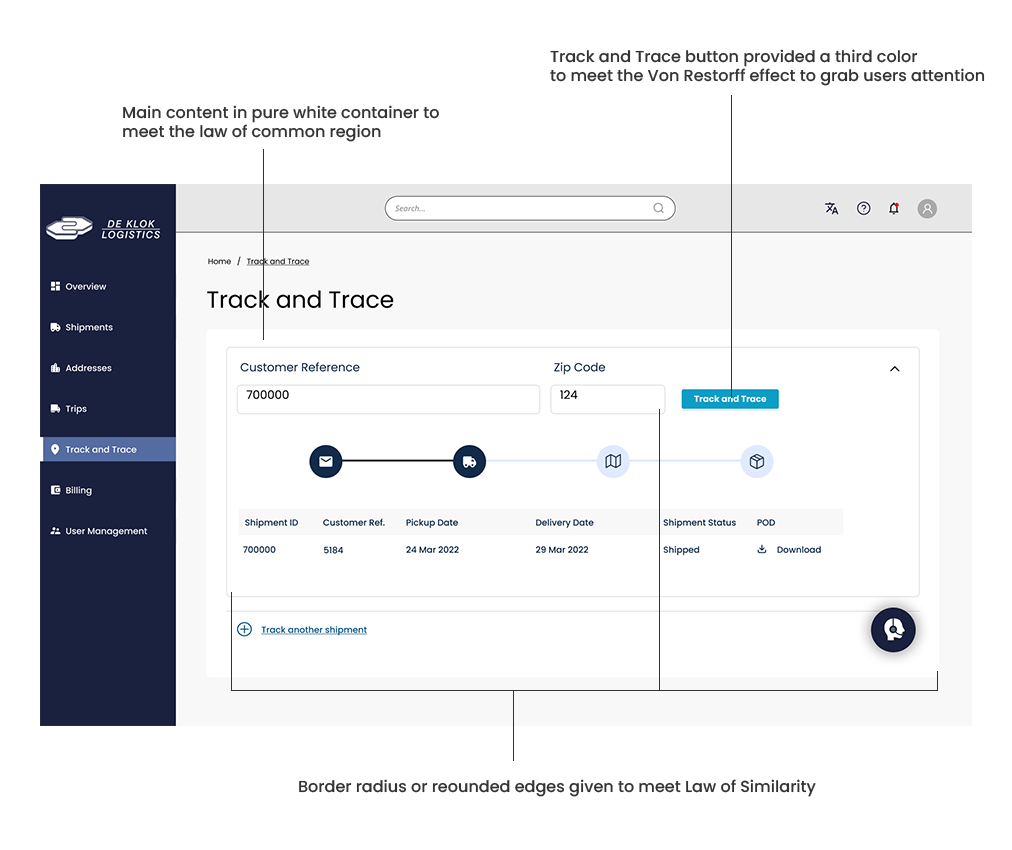 Track and Trace button provided a third color
to meet the Von Restorff effect to grab users attention
Main content in pure white container to
meet the law of common region
DE KLOK
LOGISTICS
Search...
Overview
Shipments
Addresses
Trips
Track and Trace
Billing
User Management
Home / Track and Trace
Track and Trace
Customer Reference
Zip Code
700000
124
Track and Trace
Shipment ID Customer Ref. Pickup Date Delivery Date Shipment Status POD
700000 5184 24 Mar 2022 29 Mar 2022 Shipped Download
Track another shipment
Border radius or reounded edges given to meet Law of Similarity